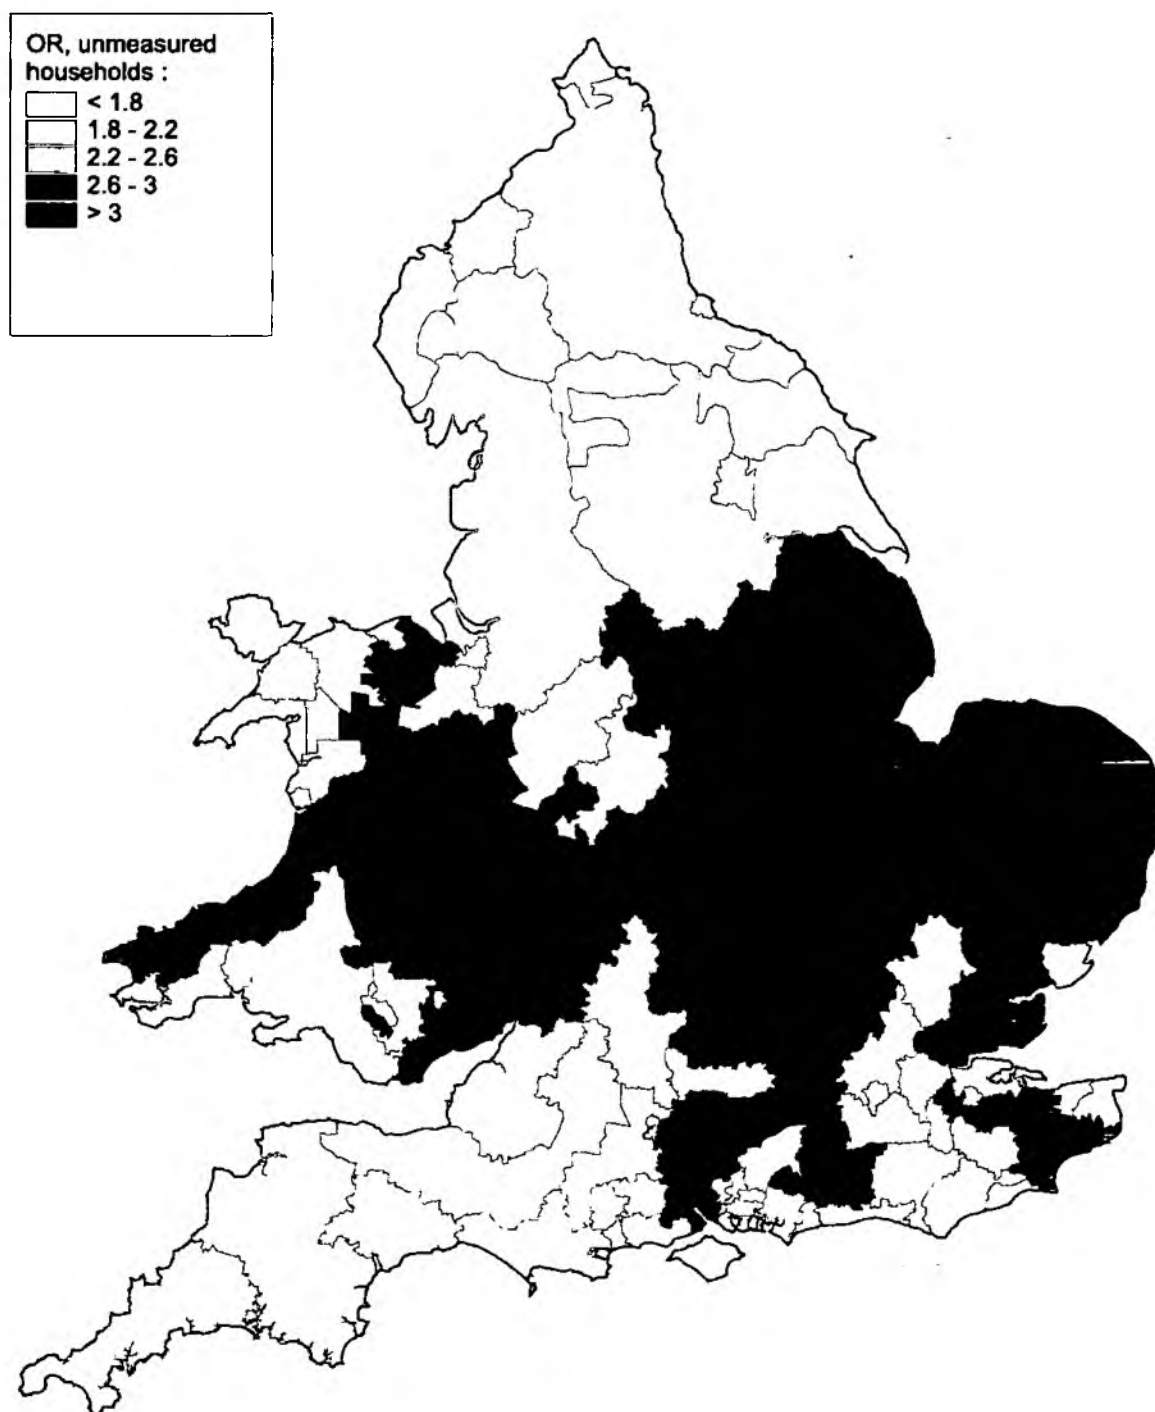 OR, unmeasured
households :
< 1.8
1.8 - 2.2
2.2 - 2.6
2.6 - 3
> 3